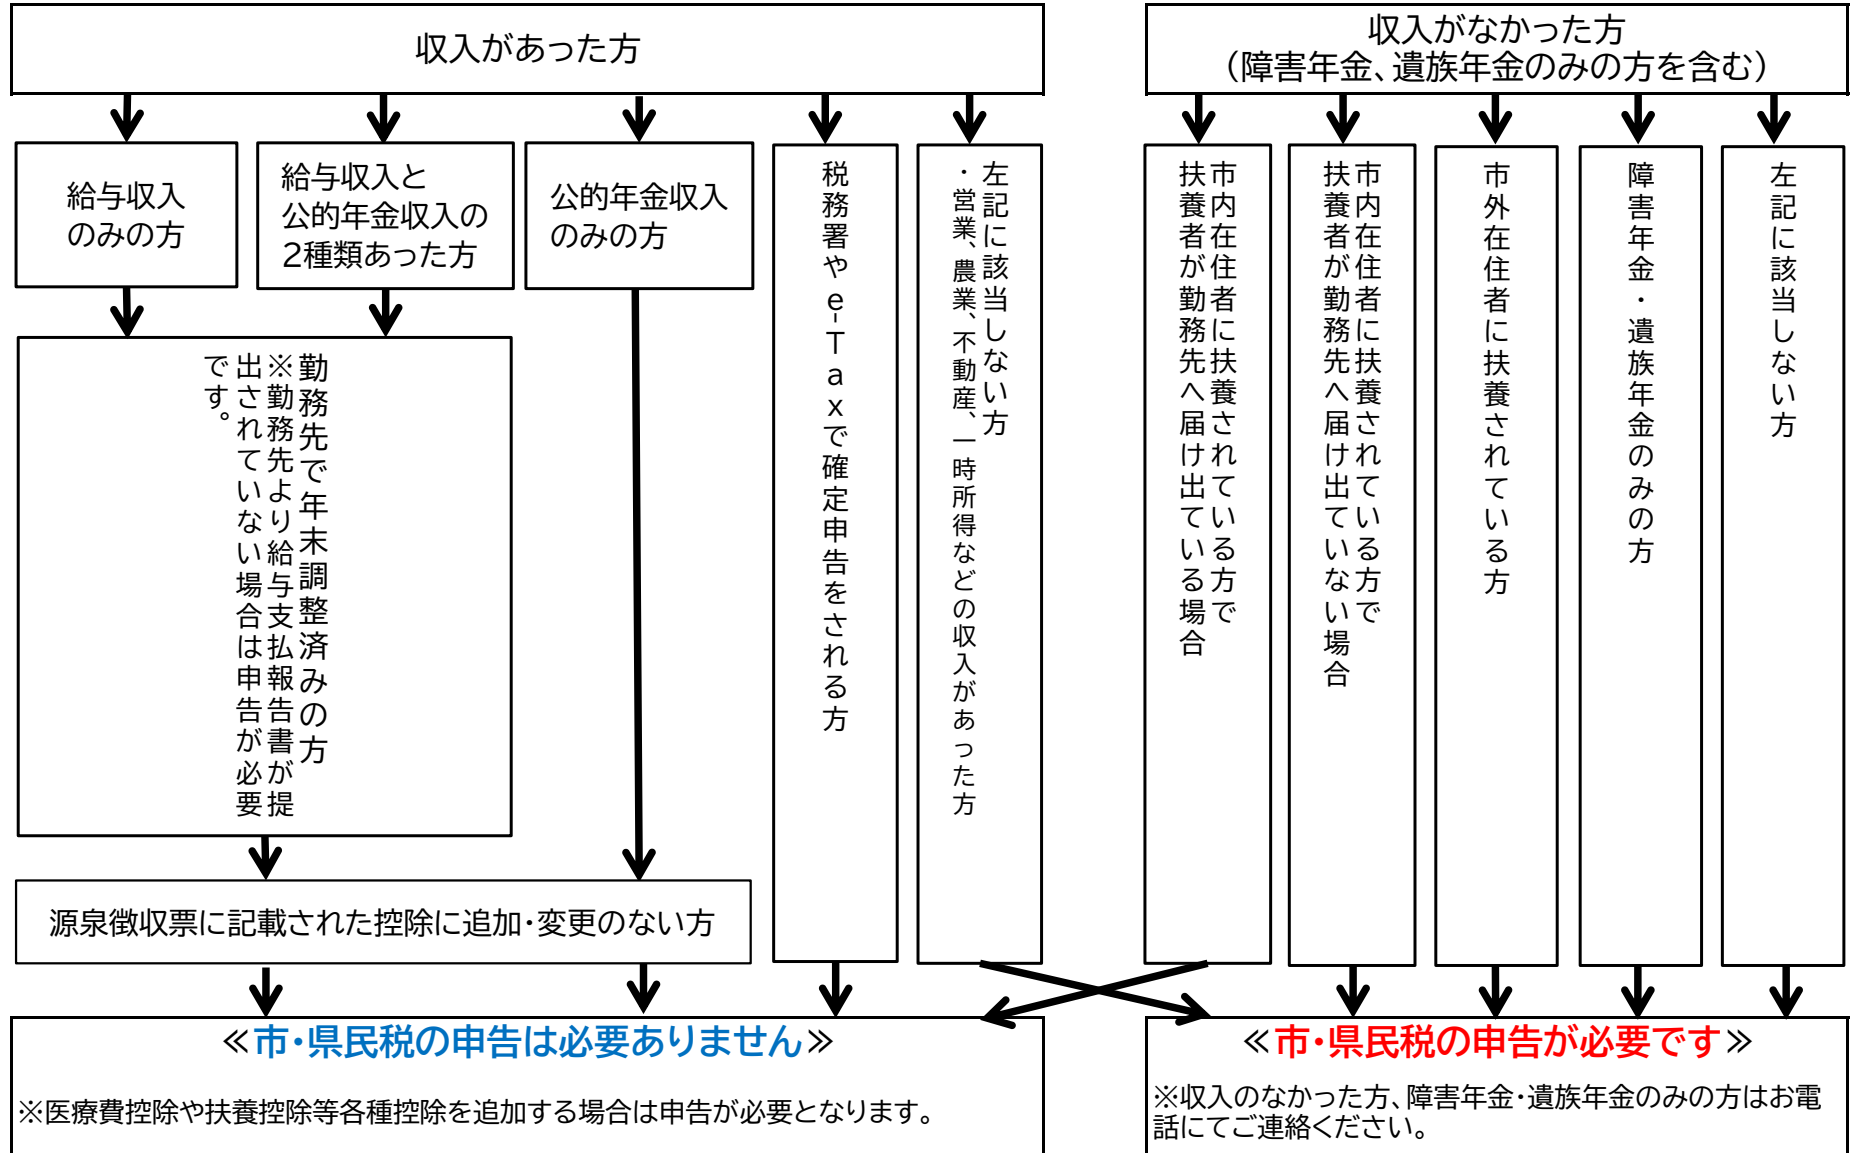 収入があった方
収入がなかった方
（障害年金、遺族年金のみの方を含む）
給与収入
のみの方
給与収入と
公的年金収入の
2種類あった方
公的年金収入
のみの方
税務署やe-Taxで確定申告をされる方
左記に該当しない方
・営業、農業、不動産、一時所得などの収入があった方
市内在住者に扶養されている方で
扶養者が勤務先へ届け出ている場合
市内在住者に扶養されている方で
扶養者が勤務先へ届け出ていない場合
市外在住者に扶養されている方
障害年金・遺族年金のみの方
左記に該当しない方
勤務先で年末調整済みの方
※勤務先より給与支払報告書が提
出されていない場合は申告が必要
です。
源泉徴収票に記載された控除に追加・変更のない方
≪市・県民税の申告は必要ありません≫
※医療費控除や扶養控除等各種控除を追加する場合は申告が必要となります。
≪市・県民税の申告が必要です≫
※収入のなかった方、障害年金・遺族年金のみの方はお電
話にてご連絡ください。